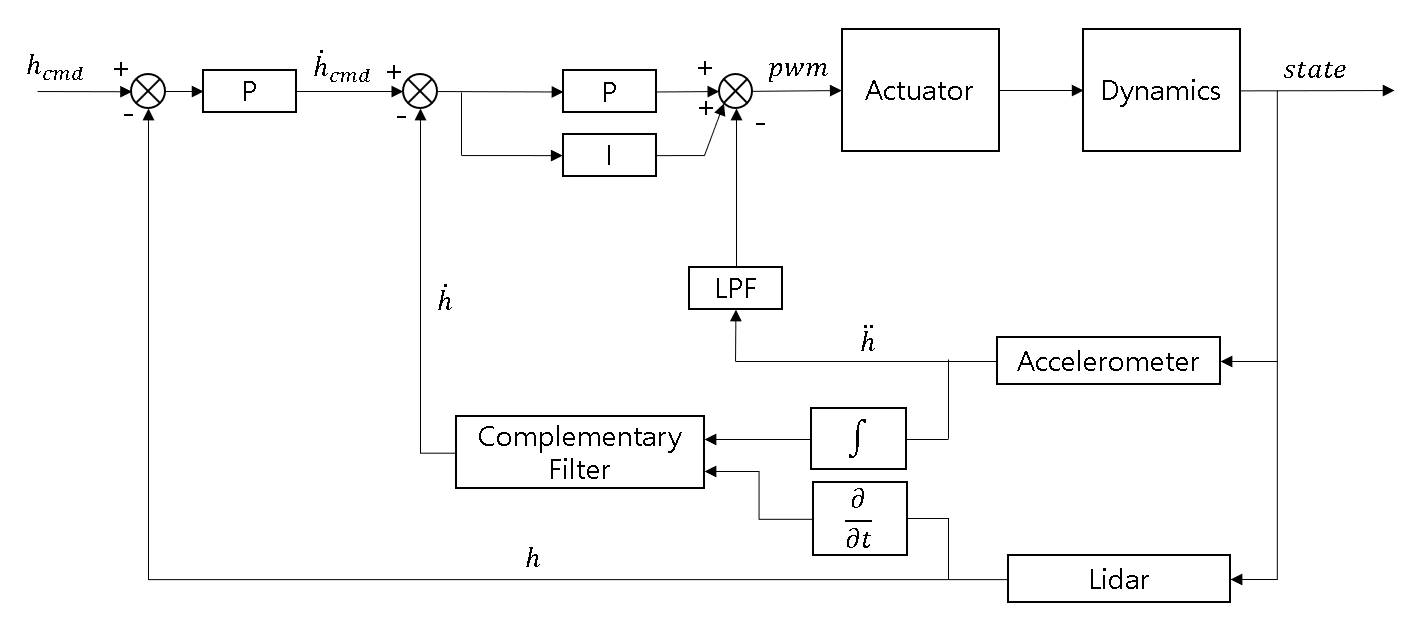 h_cmd
+
-
P
ḣ_cmd
+
-
P
I
+
+
-
pwm
Actuator
Dynamics
state
LPF
ḣ
ḧ
Accelerometer
Complementary
Filter
∫
∂
∂t
h
Lidar